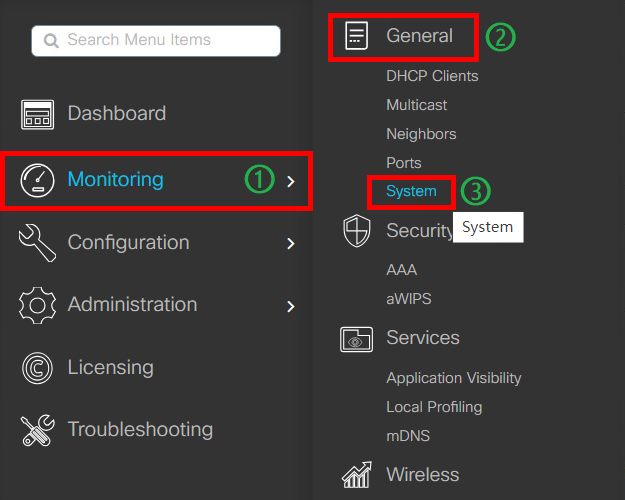 Search Menu Items
Dashboard
Monitoring 1
Configuration
Administration
Licensing
Troubleshooting
General 2
DHCP Clients
Multicast
Neighbors
Ports
System 3
System
Security
AAA
aWIPS
Services
Application Visibility
Local Profiling
mDNS
Wireless